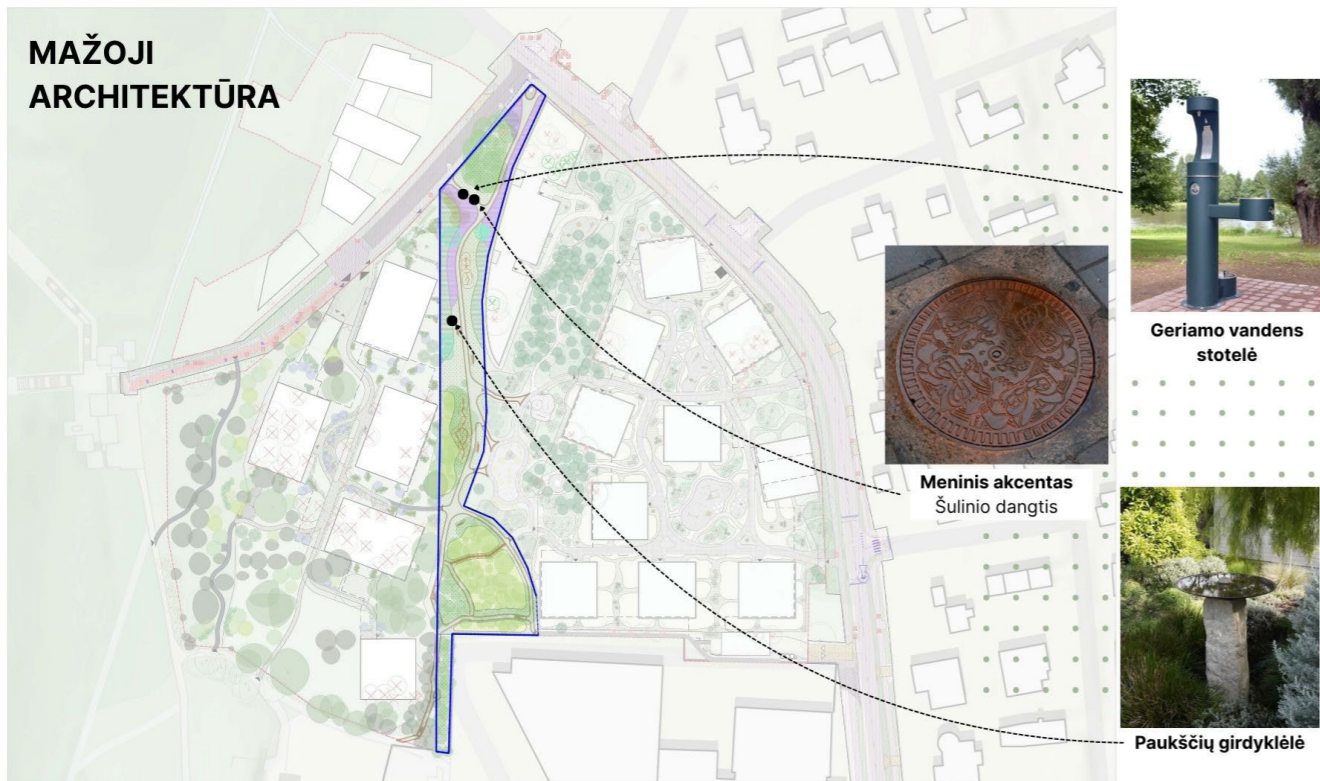 MAŽOJI
ARCHITEKTŪRA
Geriamo vandens
stotelė
Meninis akcentas
Šulinio dangtis
Paukščių girdyklėlė